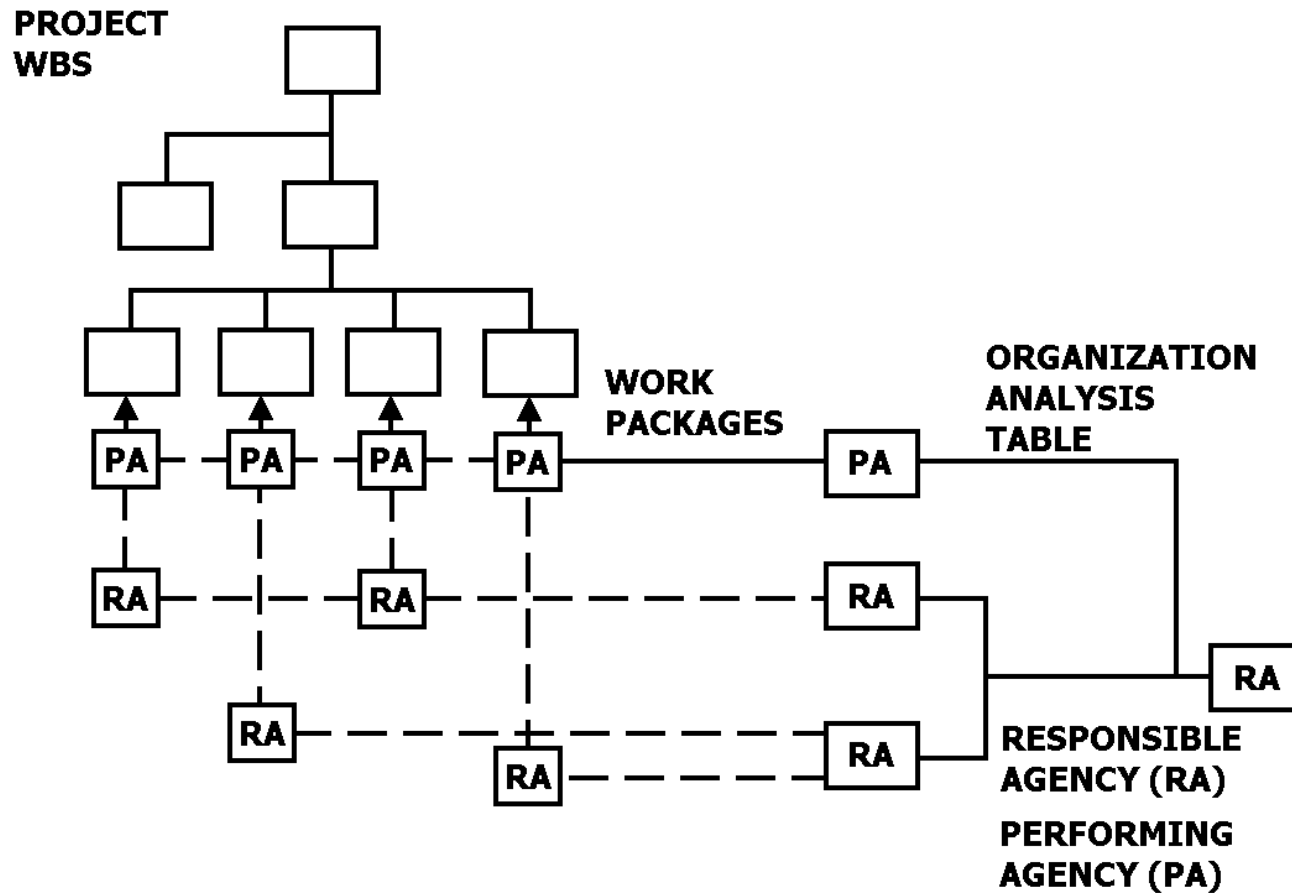 PROJECT
WBS
WORK
PACKAGES
ORGANIZATION
ANALYSIS
TABLE
PA
PA
PA
PA
PA
RA
RA
RA
RA
RA
RA
RA
RESPONSIBLE
AGENCY (RA)
PERFORMING
AGENCY (PA)